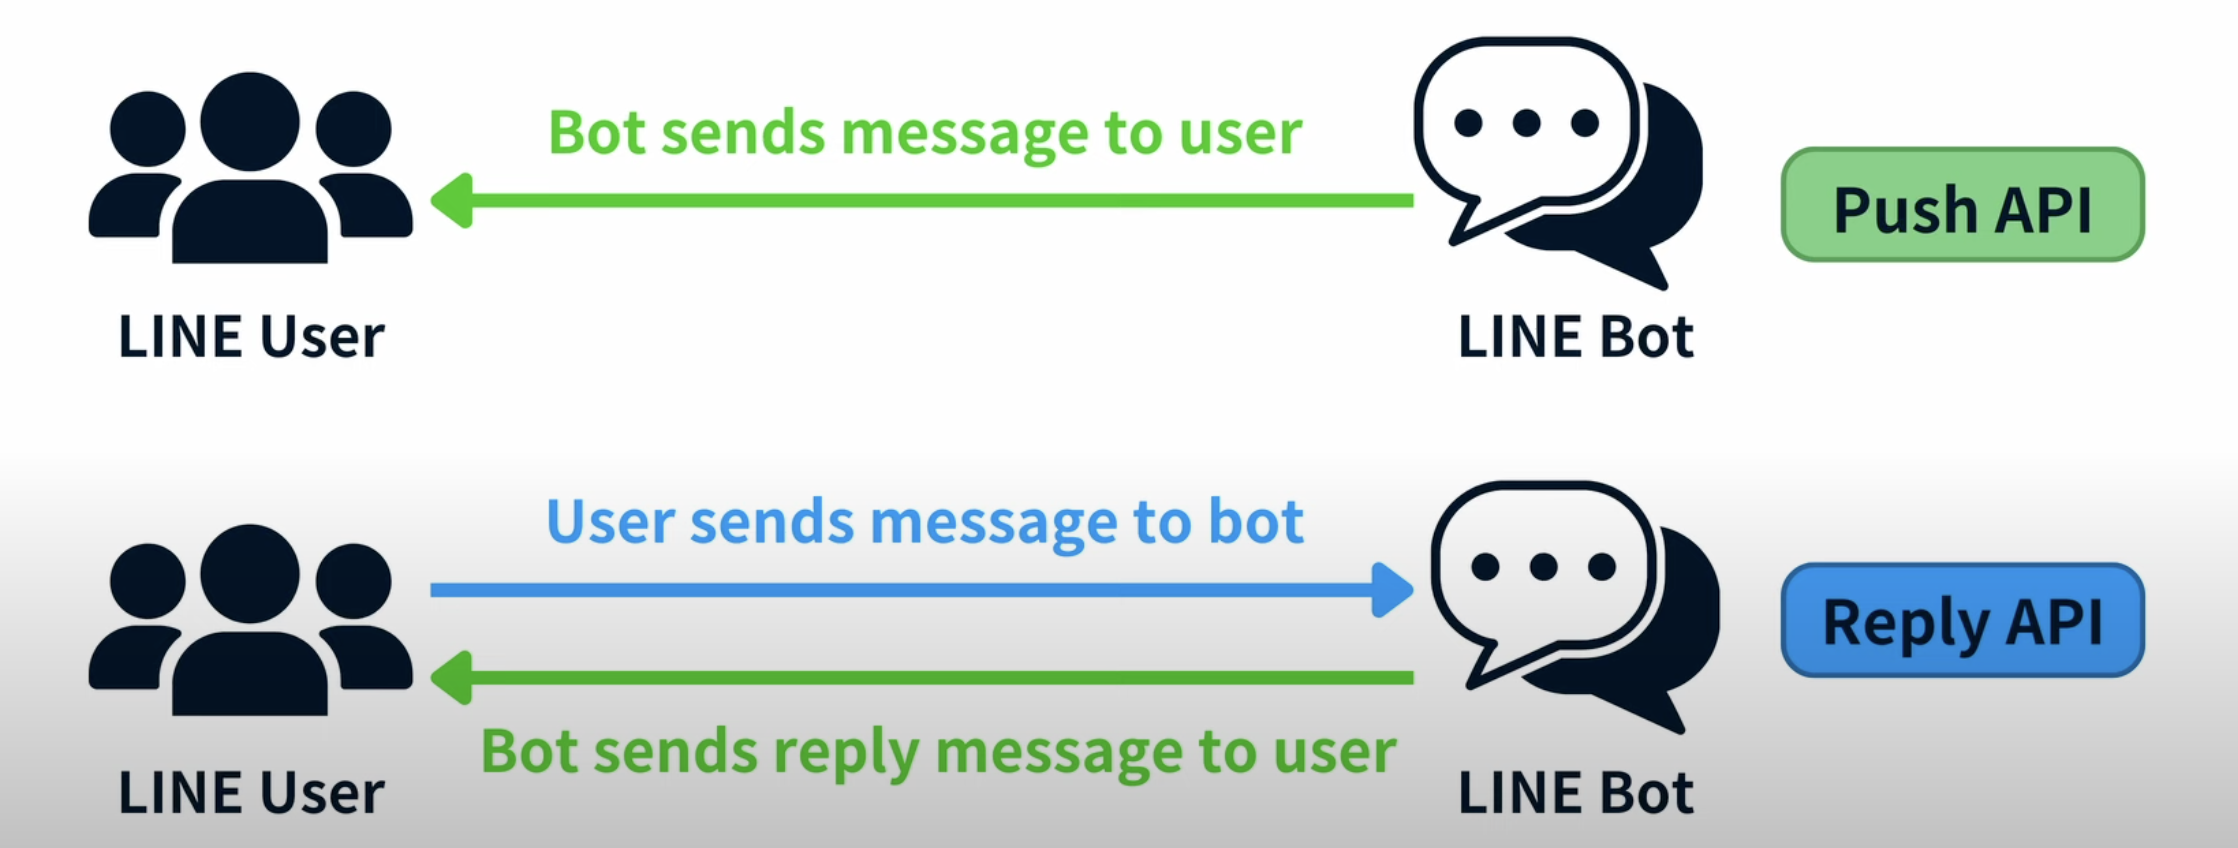 Bot sends message to user
Push API
LINE User
LINE Bot
User sends message to bot
Reply API
Bot sends reply message to user
LINE User
LINE Bot